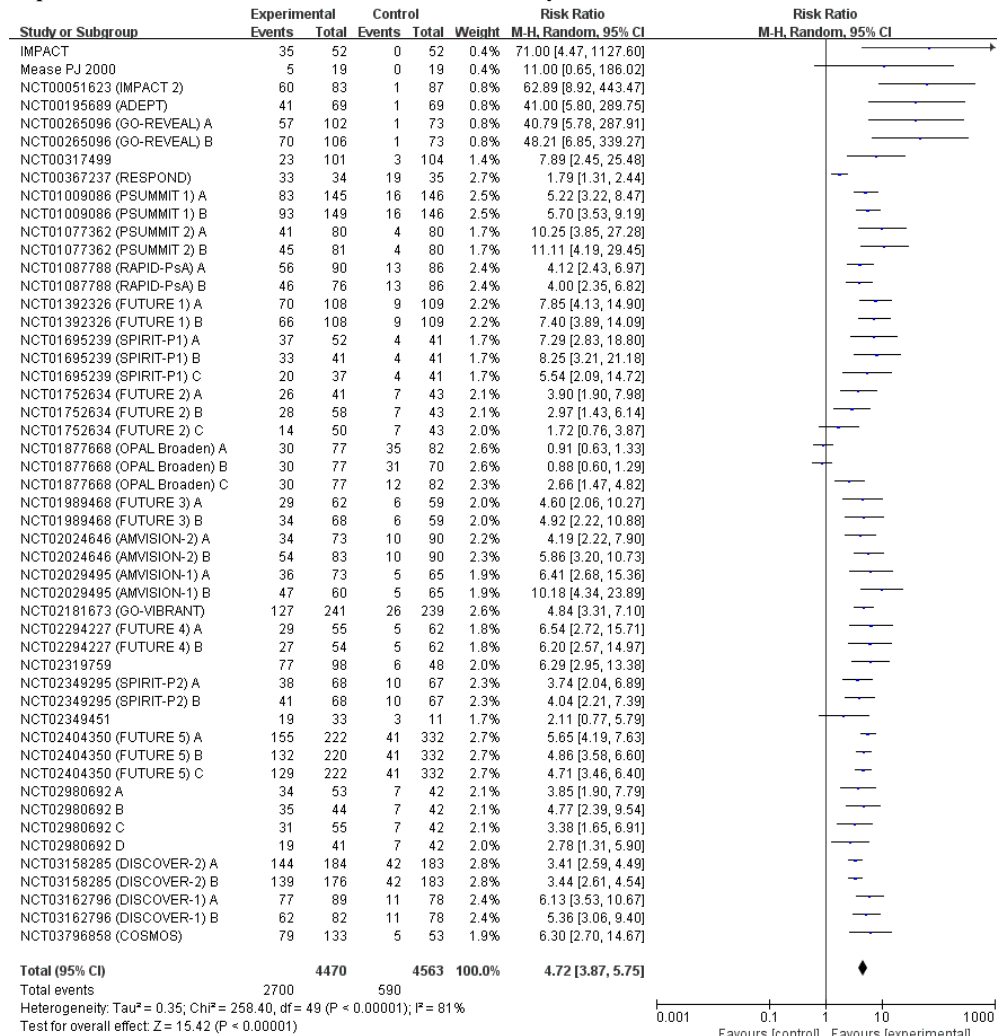 Experimental Control Risk Ratio Risk Ratio
Study or Subgroup Events Total Events Total Weight M-H, Random, 95% CI M-H, Random, 95% CI
IMPACT 35 52 0 52 0.4% 71.00 [4.47, 1127.60]
Mease PJ 2000 5 19 0 19 0.4% 11.00 [0.65, 186.02]
NCT00051623 (IMPACT 2) 60 83 1 87 0.8% 62.89 [8.92, 443.47]
NCT00195689 (ADEPT) 41 69 1 69 0.8% 41.00 [5.80, 289.75]
NCT00265096 (GO-REVEAL) A 57 102 1 73 0.8% 40.79 [5.78, 287.91]
NCT00265096 (GO-REVEAL) B 70 106 1 73 0.8% 48.21 [6.85, 339.27]
NCT00317499 23 101 3 104 1.4% 7.89 [2.45, 25.48]
NCT00367237 (RESPOND) 33 34 19 35 2.7% 1.79 [1.31, 2.44]
NCT01009086 (PSUMMIT 1) A 83 145 16 146 2.5% 5.22 [3.22, 8.47]
NCT01009086 (PSUMMIT 1) B 93 149 16 146 2.5% 5.70 [3.53, 9.19]
NCT01077362 (PSUMMIT 2) A 41 80 4 80 1.7% 10.25 [3.85, 27.28]
NCT01077362 (PSUMMIT 2) B 45 81 4 80 1.7% 11.11 [4.19, 29.45]
NCT01087788 (RAPID-PsA) A 56 90 13 86 2.4% 4.12 [2.43, 6.97]
NCT01087788 (RAPID-PsA) B 46 76 13 86 2.4% 4.00 [2.35, 6.82]
NCT01392326 (FUTURE 1) A 70 108 9 109 2.2% 7.85 [4.13, 14.90]
NCT01392326 (FUTURE 1) B 66 108 9 109 2.2% 7.40 [3.89, 14.09]
NCT01695239 (SPIRIT-P1) A 37 52 4 41 1.7% 7.29 [2.83, 18.80]
NCT01695239 (SPIRIT-P1) B 33 41 4 41 1.7% 8.25 [3.21, 21.18]
NCT01695239 (SPIRIT-P1) C 20 37 4 41 1.7% 5.54 [2.09, 14.72]
NCT01752634 (FUTURE 2) A 26 41 7 43 2.1% 3.90 [1.90, 7.98]
NCT01752634 (FUTURE 2) B 28 58 7 43 2.1% 2.97 [1.43, 6.14]
NCT01752634 (FUTURE 2) C 14 50 7 43 2.0% 1.72 [0.76, 3.87]
NCT01877668 (OPAL Broaden) A 30 77 35 82 2.6% 0.91 [0.63, 1.33]
NCT01877668 (OPAL Broaden) B 30 77 31 70 2.6% 0.88 [0.60, 1.29]
NCT01877668 (OPAL Broaden) C 30 77 12 82 2.3% 2.66 [1.47, 4.82]
NCT01989468 (FUTURE 3) A 29 62 6 59 2.0% 4.60 [2.06, 10.27]
NCT01989468 (FUTURE 3) B 34 68 6 59 2.0% 4.92 [2.22, 10.88]
NCT02024646 (AMVISION-2) A 34 73 10 90 2.3% 4.19 [2.22, 7.90]
NCT02024646 (AMVISION-2) B 54 83 10 90 2.3% 5.86 [3.20, 10.73]
NCT02029495 (AMVISION-1) A 36 73 5 65 1.9% 6.41 [2.68, 15.36]
NCT02029495 (AMVISION-1) B 47 60 5 65 1.9% 10.18 [4.34, 23.89]
NCT02181673 (GO-VIBRANT) 127 241 26 239 2.6% 4.84 [3.31, 7.10]
NCT02294227 (FUTURE 4) A 29 55 5 62 1.8% 6.54 [2.72, 15.71]
NCT02294227 (FUTURE 4) B 27 54 5 62 1.8% 6.20 [2.57, 14.97]
NCT02319759 77 98 6 48 2.0% 6.29 [2.95, 13.38]
NCT02349295 (SPIRIT-P2) A 38 68 10 67 2.3% 3.74 [2.04, 6.89]
NCT02349295 (SPIRIT-P2) B 41 68 10 67 2.3% 4.04 [2.21, 7.39]
NCT02349451 19 33 3 11 1.7% 2.11 [0.77, 5.79]
NCT02404350 (FUTURE 5) A 155 222 41 332 2.7% 5.65 [4.19, 7.63]
NCT02404350 (FUTURE 5) B 132 220 41 332 2.7% 4.86 [3.58, 6.60]
NCT02404350 (FUTURE 5) C 129 222 41 332 2.7% 4.71 [3.46, 6.40]
NCT02980692 A 34 53 7 42 2.1% 3.85 [1.90, 7.79]
NCT02980692 B 35 44 7 42 2.1% 4.77 [2.39, 9.54]
NCT02980692 C 31 55 7 42 2.1% 3.38 [1.65, 6.91]
NCT02980692 D 19 41 7 42 2.0% 2.78 [1.31, 5.90]
NCT03158285 (DISCOVER-2) A 144 184 42 183 2.8% 3.41 [2.59, 4.49]
NCT03158285 (DISCOVER-2) B 139 176 42 183 2.8% 3.44 [2.61, 4.54]
NCT03162796 (DISCOVER-1) A 77 89 11 78 2.4% 6.13 [3.53, 10.67]
NCT03162796 (DISCOVER-1) B 62 82 11 78 2.4% 5.36 [3.06, 9.40]
NCT03796858 (COSMOS) 79 133 5 53 1.9% 6.30 [2.70, 14.67]
Total (95% CI) 4470 4563 100.0% 4.72 [3.87, 5.75]
Total events 2700 590
Heterogeneity: Tau² = 0.35; Chi² = 258.40, df = 49 (P < 0.00001); I² = 81%
Test for overall effect: Z = 15.42 (P < 0.00001)
0.001 0.1 1 10 1000
Favours [control] Favours [experimental]